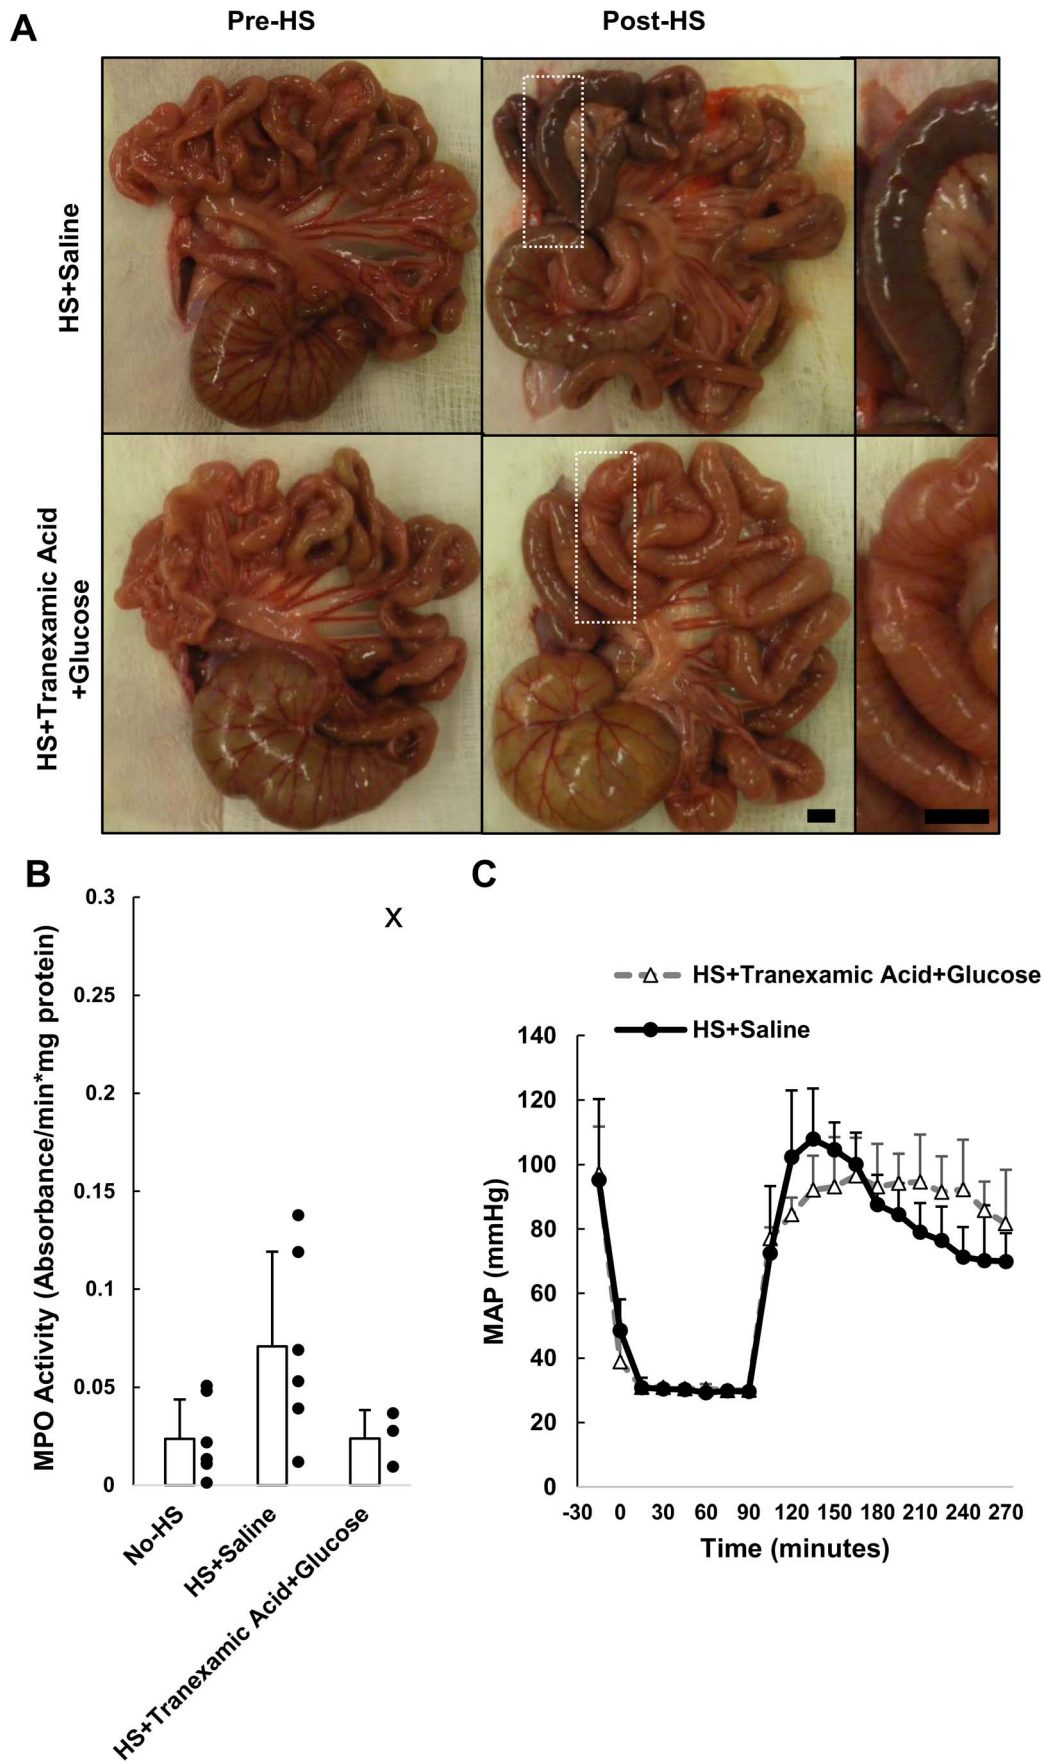 A
Pre-HS
Post-HS
HS+Saline
HS+Tranexamic Acid
+Glucose
B
MPO Activity (Absorbance/min*mg protein)
0.3
0.25
0.2
0.15
0.1
0.05
0
X
No-HS
HS+Saline
HS+Tranexamic Acid+Glucose
C
HS+Tranexamic Acid+Glucose
HS+Saline
MAP (mmHg)
140
120
100
80
60
40
20
0
-30 0 30 60 90 120 150 180 210 240 270
Time (minutes)